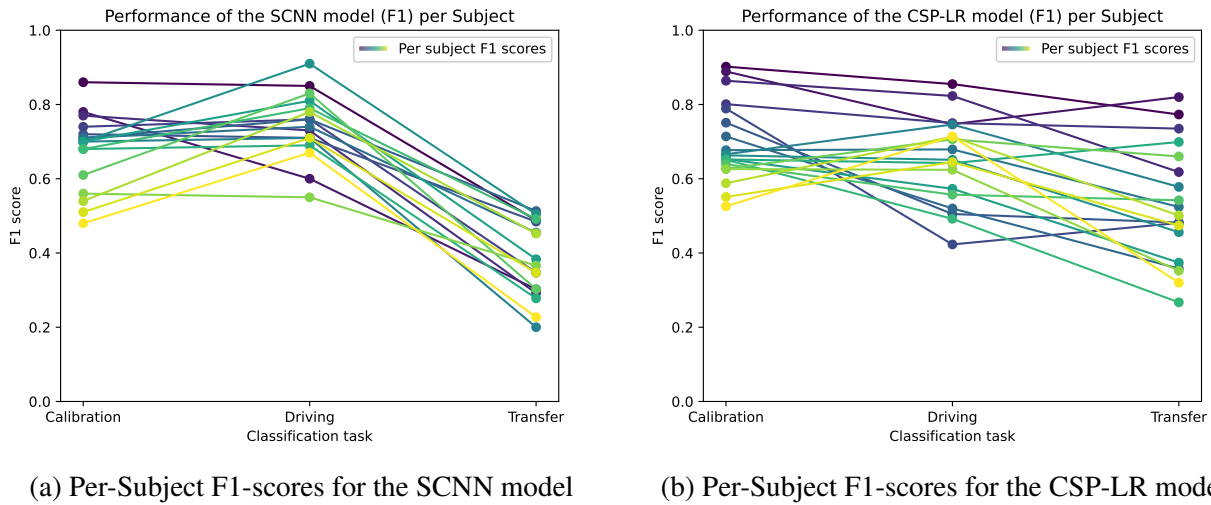 Performance of the SCNN model (F1) per Subject
1.0
0.8
0.6
0.4
0.2
0.0
F1 score
Per subject F1 scores
Calibration Driving Transfer
Classification task
(a) Per-Subject F1-scores for the SCNN model
Performance of the CSP-LR model (F1) per Subject
1.0
0.8
0.6
0.4
0.2
0.0
F1 score
Per subject F1 scores
Calibration Driving Transfer
Classification task
(b) Per-Subject F1-scores for the CSP-LR mode